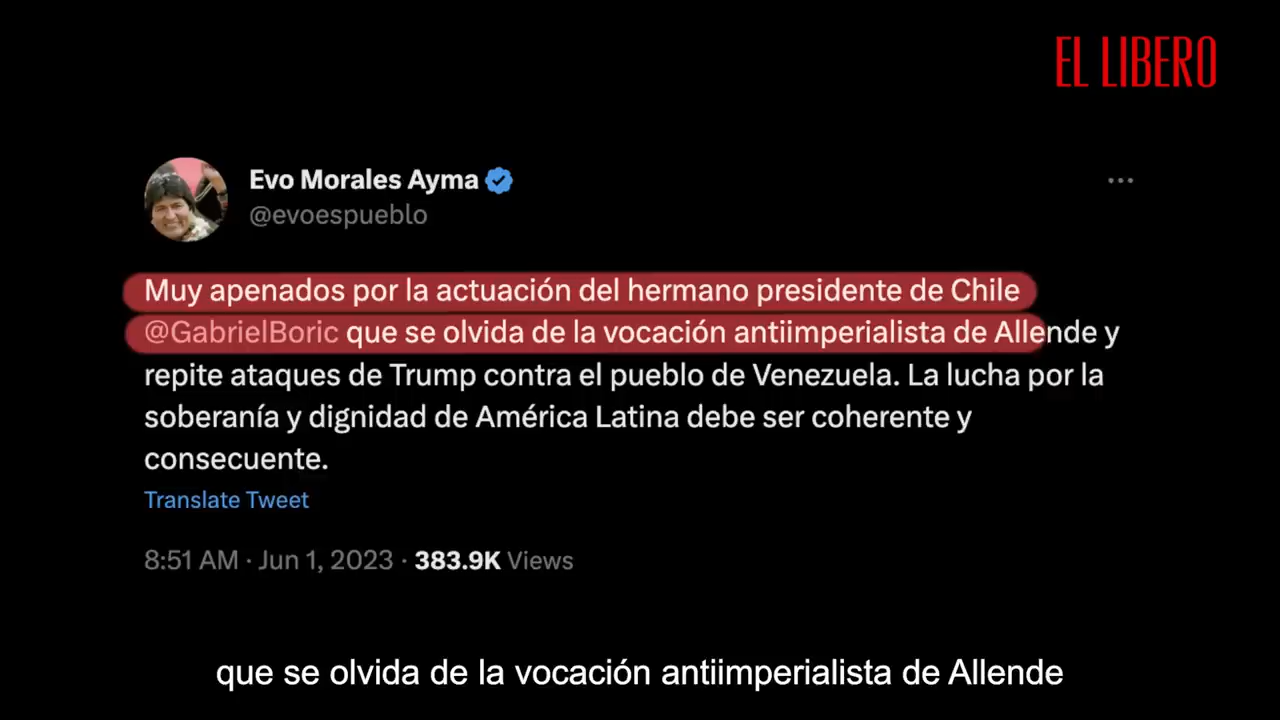 EL LIBERO
Evo Morales Ayma
@evoespueblo
Muy apenados por la actuación del hermano presidente de Chile
@GabrielBoric que se olvida de la vocación antiimperialista de Allende y
repite ataques de Trump contra el pueblo de Venezuela. La lucha por la
soberanía y dignidad de América Latina debe ser coherente y
consecuente.
Translate Tweet
8:51 AM · Jun 1, 2023 · 383.9K Views
que se olvida de la vocación antiimperialista de Allende